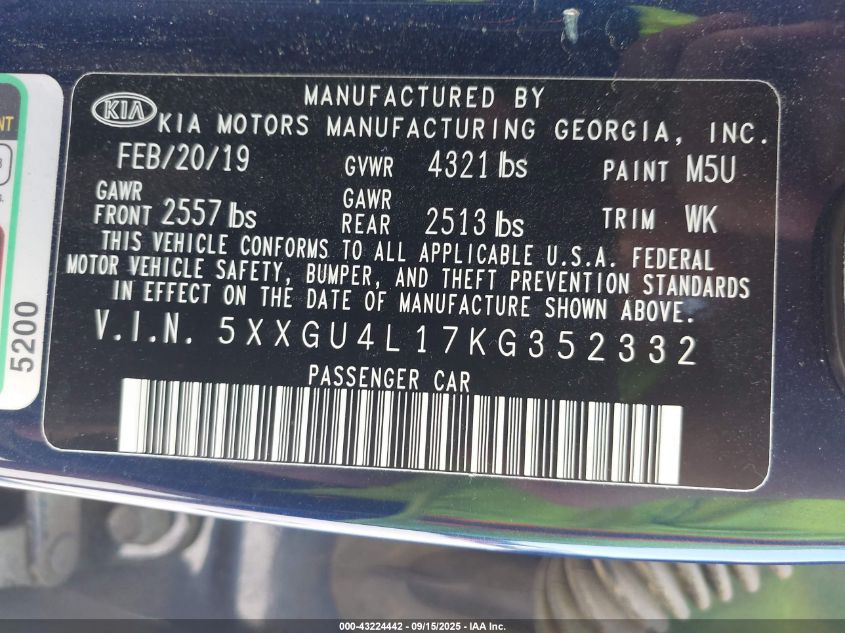 KIA
MANUFACTURED BY
KIA MOTORS MANUFACTURING GEORGIA, INC.
FEB/20/19 GVWR 4321 lbs PAINT M5U
GAWR FRONT 2557 lbs GAWR REAR 2513 lbs TRIM WK
THIS VEHICLE CONFORMS TO ALL APPLICABLE U.S.A. FEDERAL
MOTOR VEHICLE SAFETY, BUMPER, AND THEFT PREVENTION STANDARDS
IN EFFECT ON THE DATE OF MANUFACTURE SHOWN ABOVE.
V.I.N. 5XXGU4L17KG352332
PASSENGER CAR
5200
000-43224442 - 09/15/2025 - IAA Inc.